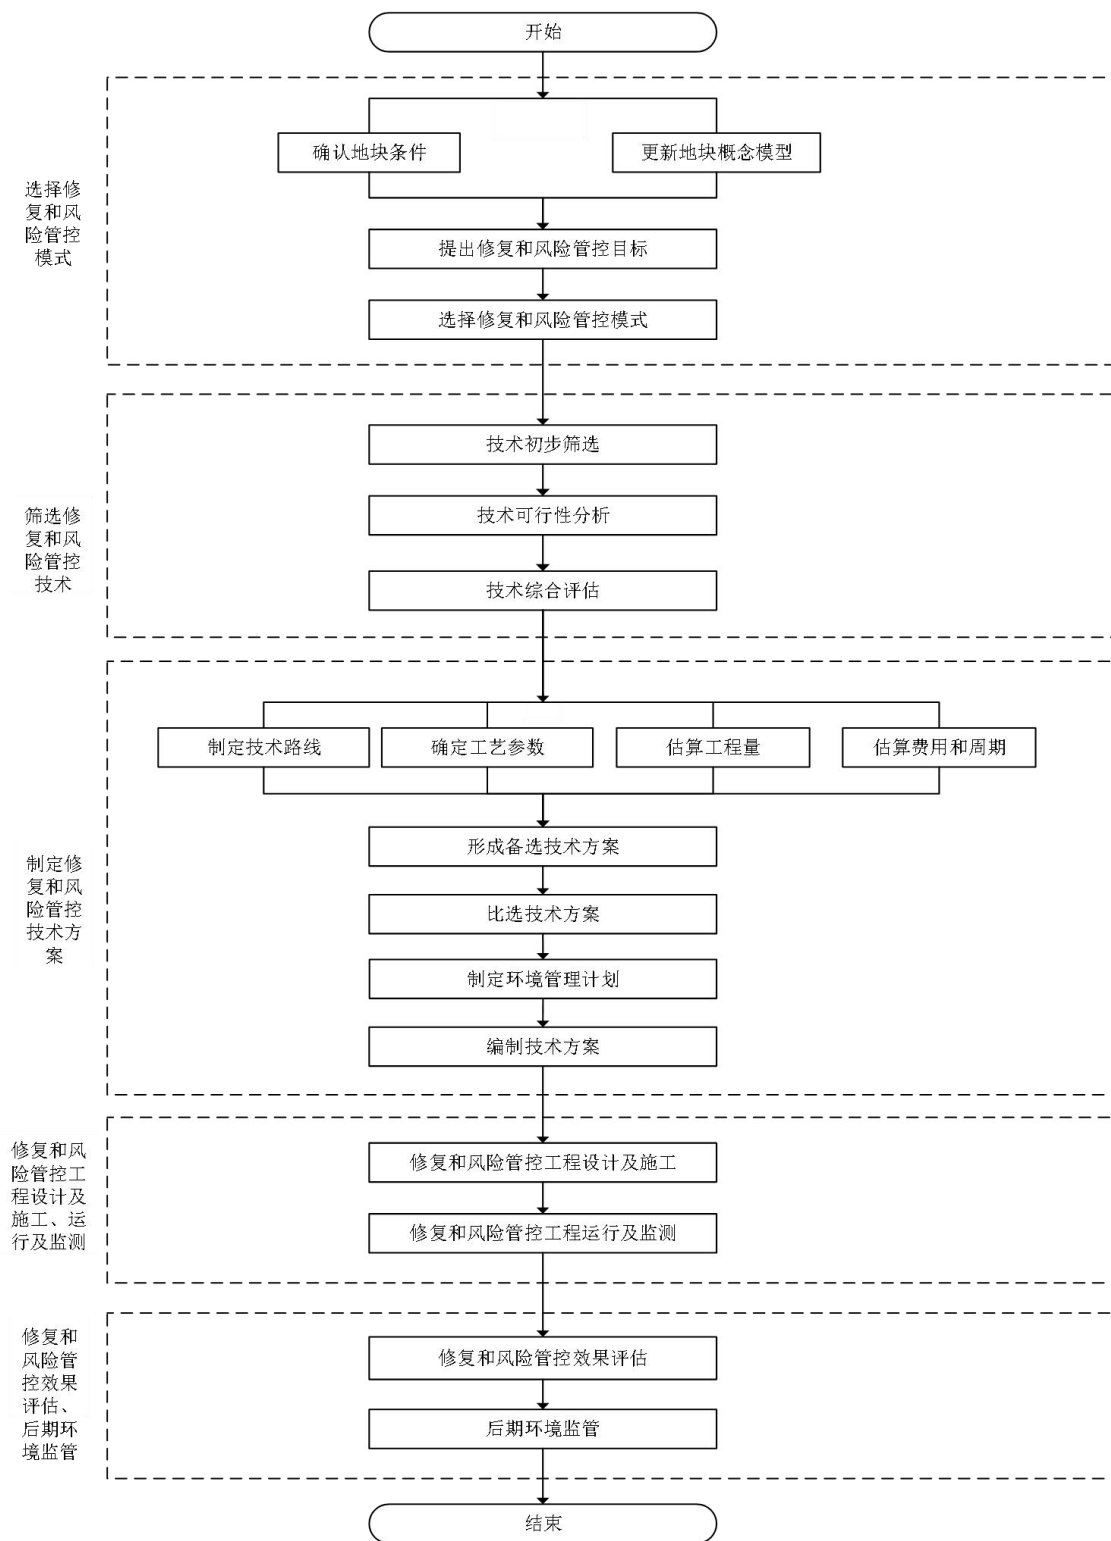 开始
选择修
复和风
险管控
模式
确认地块条件
更新地块概念模型
提出修复和风险管控目标
选择修复和风险管控模式
筛选修
复和风
险管控
技术
技术初步筛选
技术可行性分析
技术综合评估
制定修
复和风
险管控
技术方
案
制定技术路线
确定工艺参数
估算工程量
估算费用和周期
形成备选技术方案
比选技术方案
制定环境管理计划
编制技术方案
修复和风
险管控工
程设计及
施工、运
行及监测
修复和风险管控工程设计及施工
修复和风险管控工程运行及监测
修复和
风险管
控效果
评估、
后期环
境监管
修复和风险管控效果评估
后期环境监管
结束